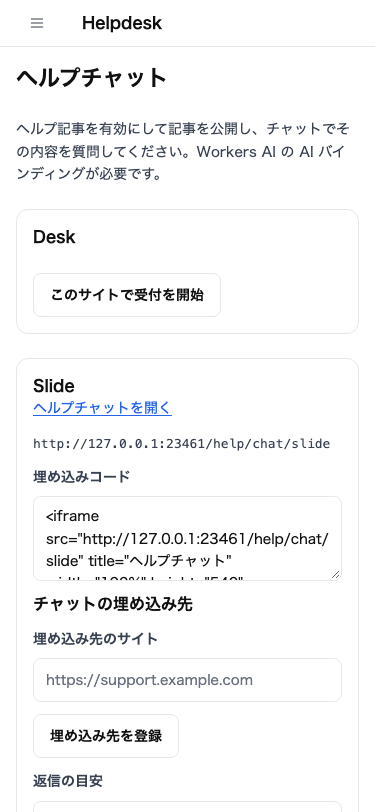 Helpdesk
ヘルプチャット
ヘルプ記事を有効にして記事を公開し、チャットでそ
の内容を質問してください。Workers AI の AI バイ
ンディングが必要です。
Desk
このサイトで受付を開始
Slide
ヘルプチャットを開く
http://127.0.0.1:23461/help/chat/slide
埋め込みコード
<iframe
src="http://127.0.0.1:23461/help/chat/
slide" title="ヘルプチャット"
チャットの埋め込み先
埋め込み先のサイト
https://support.example.com
埋め込み先を登録
返信の目安